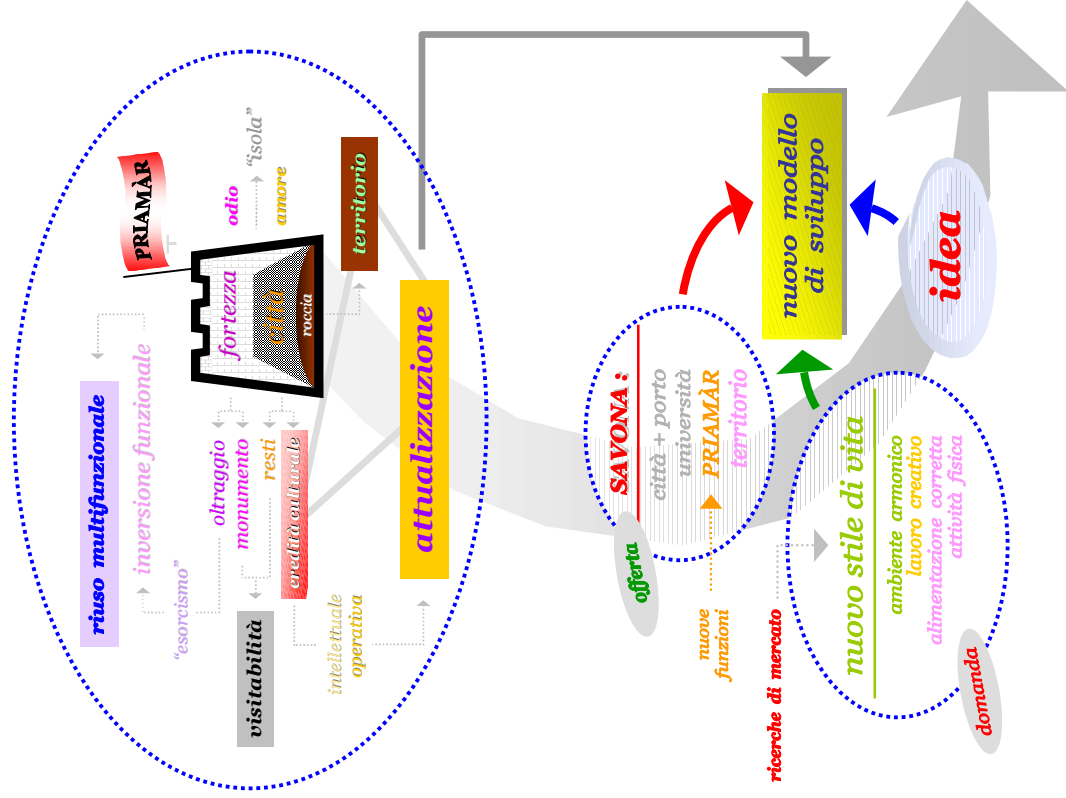 PRIAMÀR
riuso multifunzionale
inversione funzionale
"esorcismo"
fortezza
città
roccia
odio
"isola"
amore
territorio
oltraggio
monumento
resti
eredità culturale
visitabilità
intellettuale
operativa
attualizzazione
SAVONA :
città + porto
università
PRIAMÀR
territorio
offerta
nuove
funzioni
ricerche di mercato
nuovo modello
di sviluppo
idea
nuovo stile di vita
ambiente armonico
lavoro creativo
alimentazione corretta
attività fisica
domanda